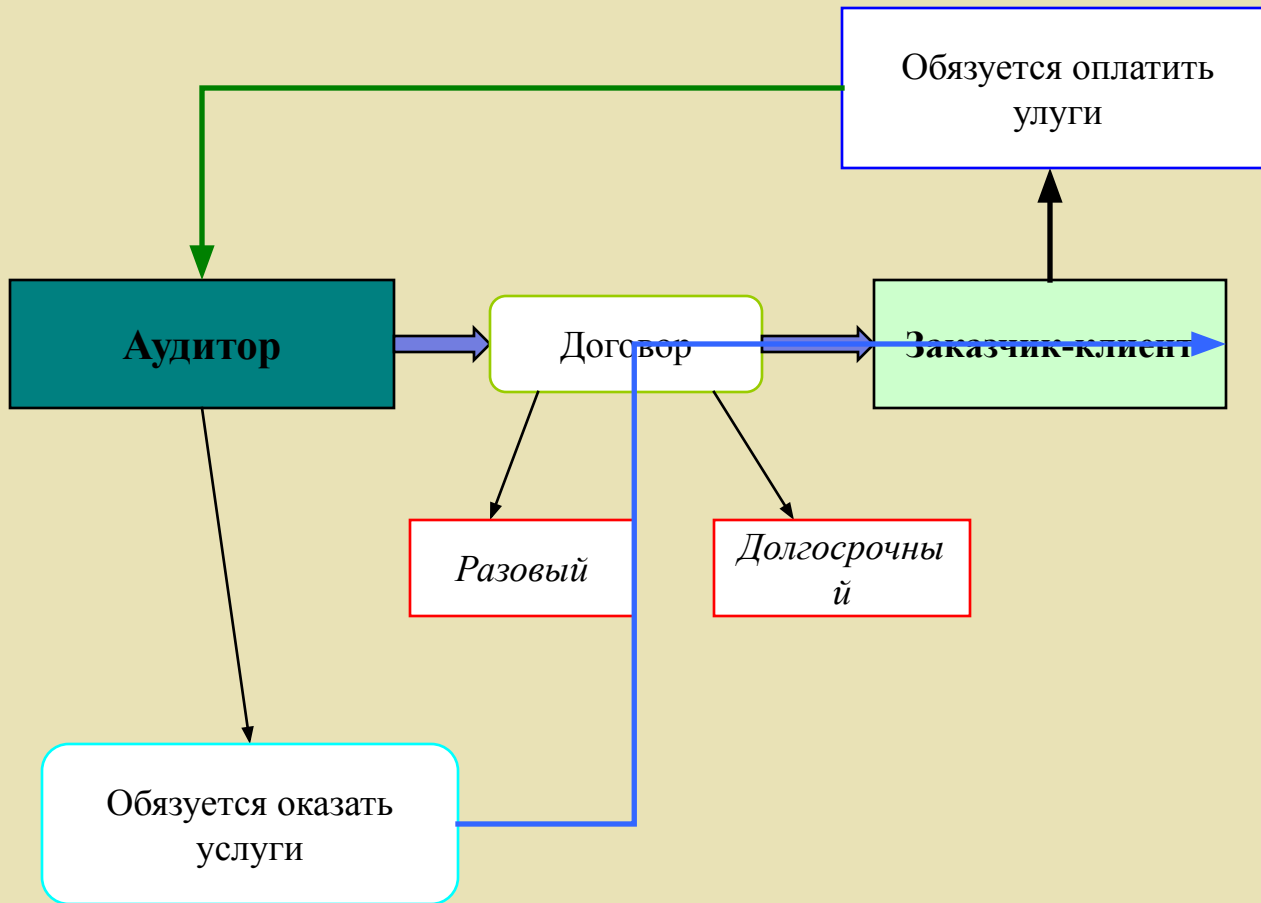 Обязуется оплатить
улуги
Аудитор
Договор
Заказчик-клиент
Разовый
Долгосрочны
й
Обязуется оказать
услуги